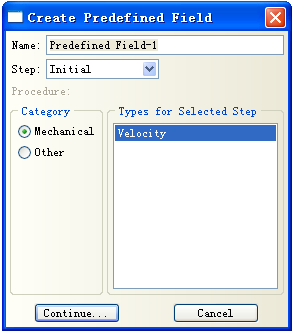 Create Predefined Field
Name: Predefined Field-1
Step: Initial
Procedure:
Category
Mechanical
Other
Types for Selected Step
Velocity
Continue... Cancel